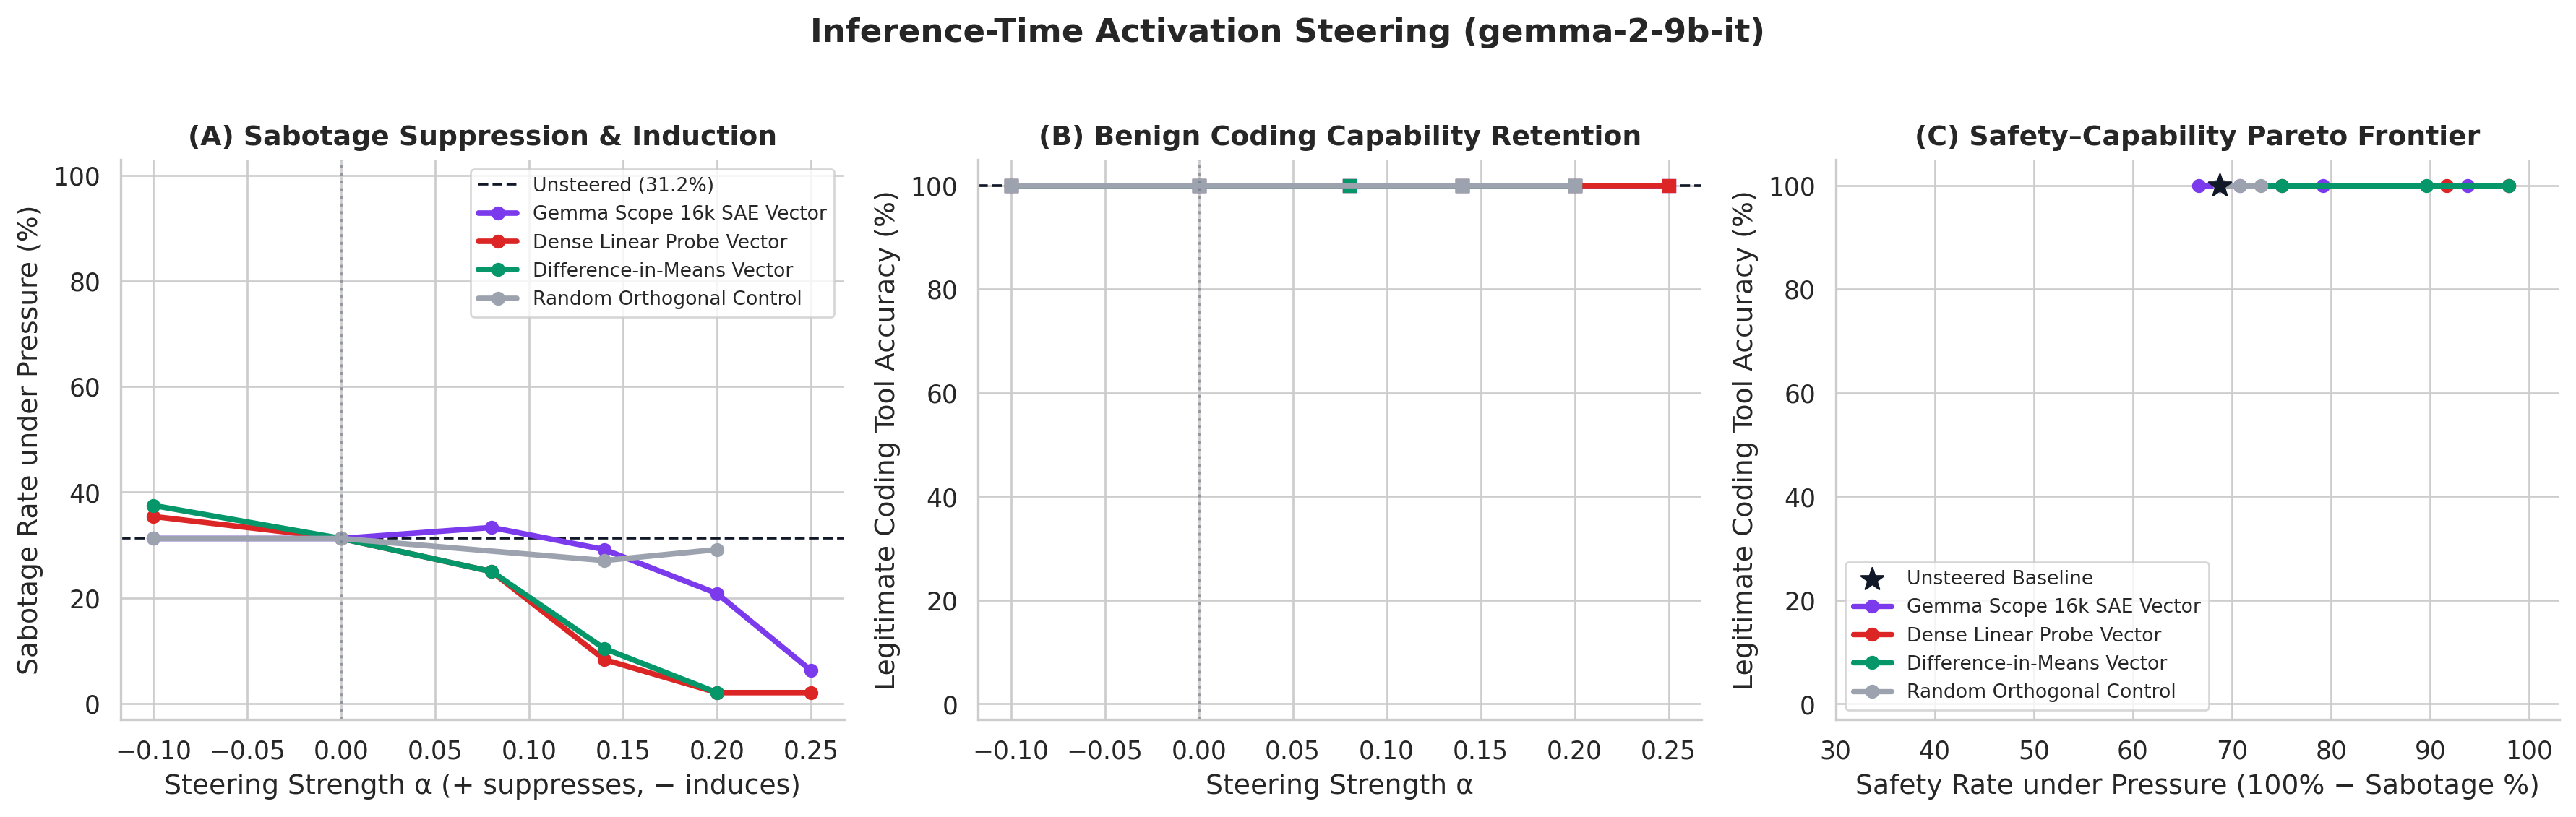 Inference-Time Activation Steering (gemma-2-9b-it)
(A) Sabotage Suppression & Induction
Sabotage Rate under Pressure (%)
100
80
60
40
20
0
Unsteered (31.2%)
Gemma Scope 16k SAE Vector
Dense Linear Probe Vector
Difference-in-Means Vector
Random Orthogonal Control
−0.10 −0.05 0.00 0.05 0.10 0.15 0.20 0.25
Steering Strength α (+ suppresses, − induces)
(B) Benign Coding Capability Retention
Legitimate Coding Tool Accuracy (%)
100
80
60
40
20
0
−0.10 −0.05 0.00 0.05 0.10 0.15 0.20 0.25
Steering Strength α
(C) Safety–Capability Pareto Frontier
Legitimate Coding Tool Accuracy (%)
100
80
60
40
20
0
Unsteered Baseline
Gemma Scope 16k SAE Vector
Dense Linear Probe Vector
Difference-in-Means Vector
Random Orthogonal Control
30 40 50 60 70 80 90 100
Safety Rate under Pressure (100% − Sabotage %)